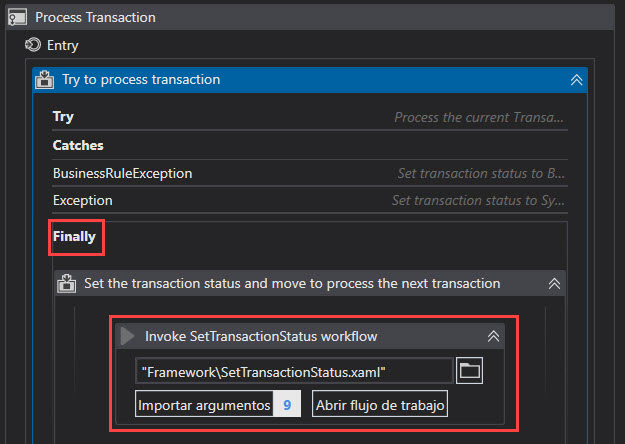 Process Transaction
Entry
Try to process transaction
Try Process the current Transa...
Catches
BusinessRuleException Set transaction status to B...
Exception Set transaction status to Sy...
Finally
Set the transaction status and move to process the next transaction
Invoke SetTransactionStatus workflow
"Framework\SetTransactionStatus.xaml"
Importar argumentos 9 Abrir flujo de trabajo